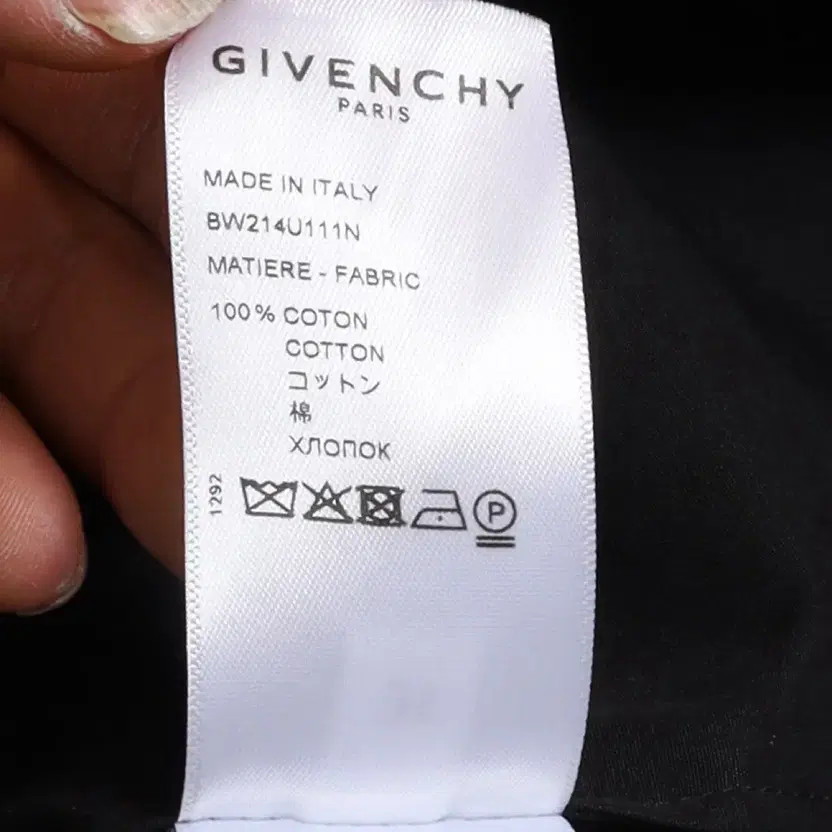 GIVENCHY
PARIS
MADE IN ITALY
BW214U111N
MATIERE - FABRIC
100% COTON
COTTON
コットン
棉
ХЛОПОК
1292
P